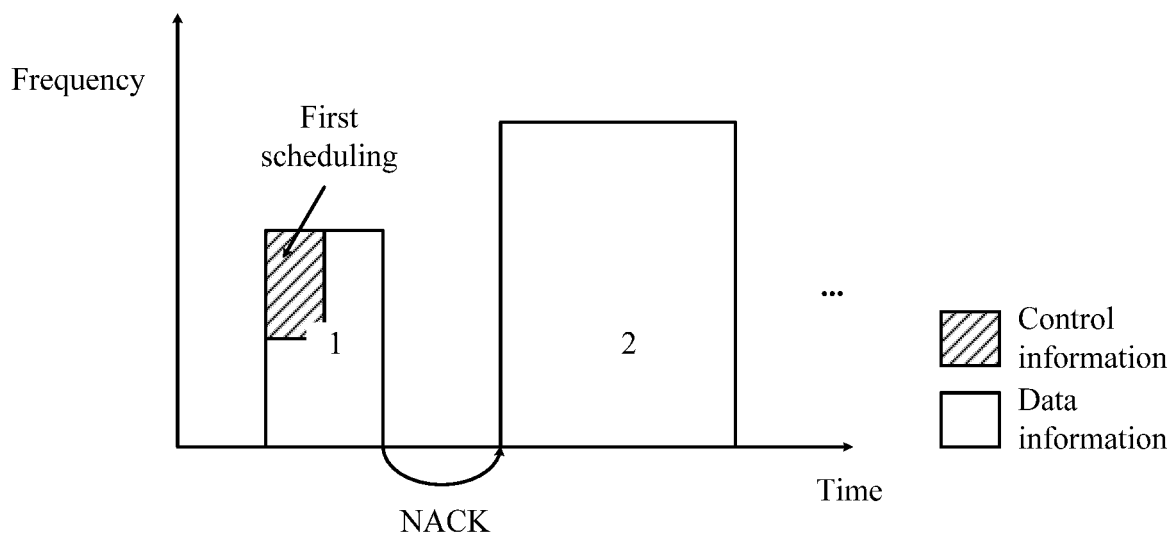 Frequency
First
scheduling
1
2
...
Control
information
Data
information
Time
NACK